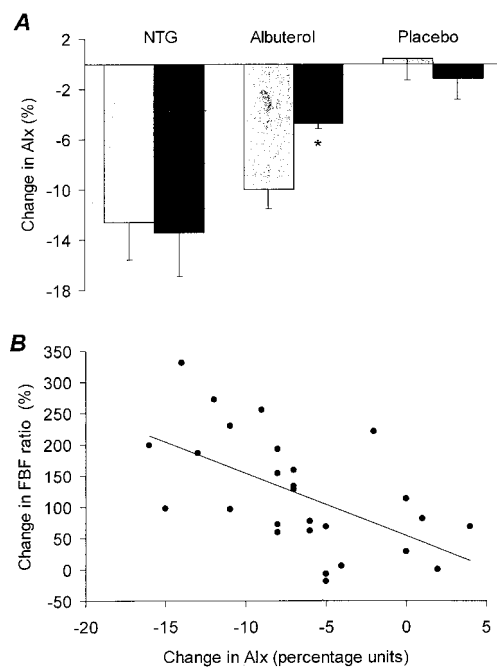 A
NTG Albuterol Placebo
Change in AIx (%)
2
-2
-6
-10
-14
-18
*
B
Change in FBF ratio (%)
350
300
250
200
150
100
50
0
-50
-20 -15 -10 -5 0 5
Change in AIx (percentage units)